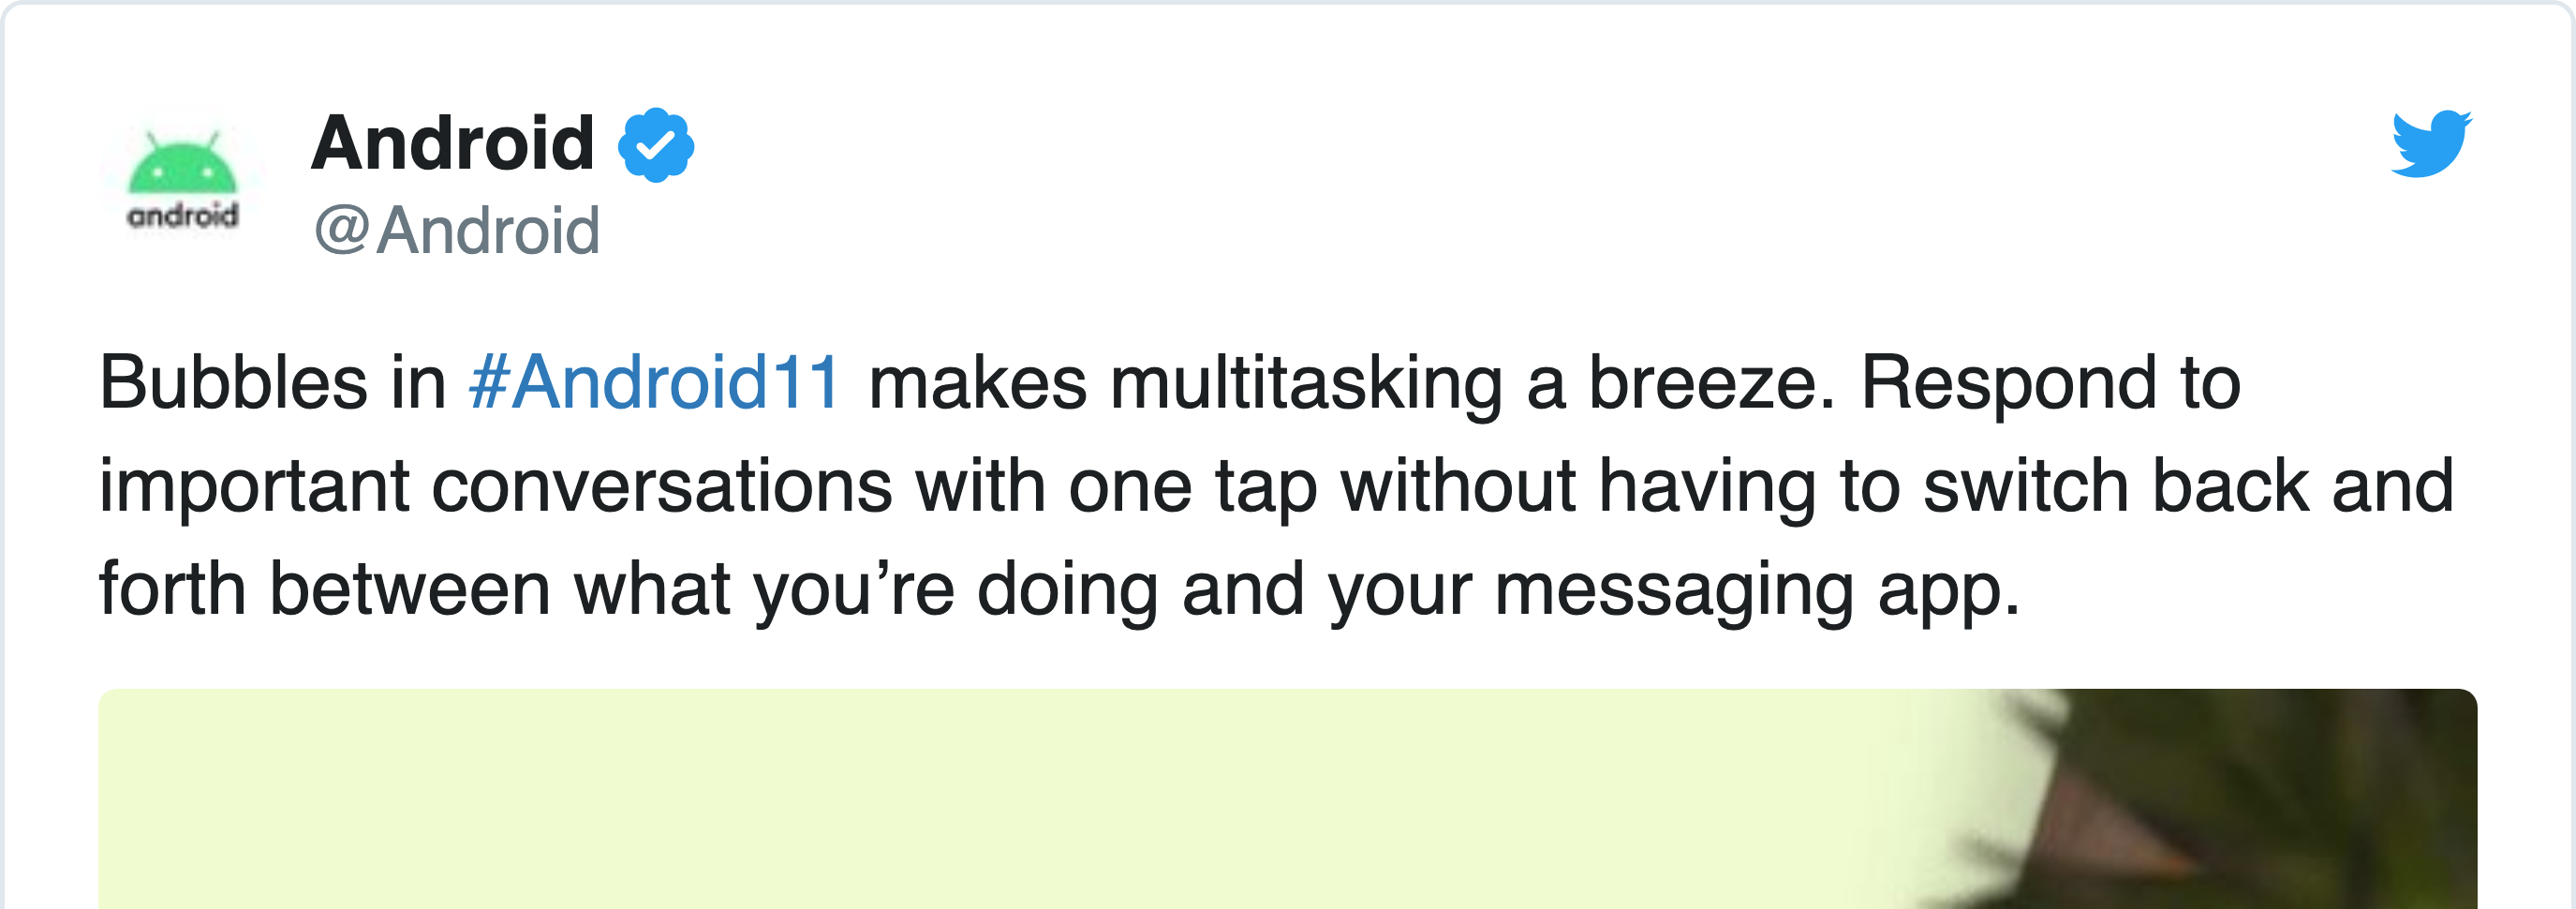 android
Android
@Android
Bubbles in #Android11 makes multitasking a breeze. Respond to
important conversations with one tap without having to switch back and
forth between what you’re doing and your messaging app.